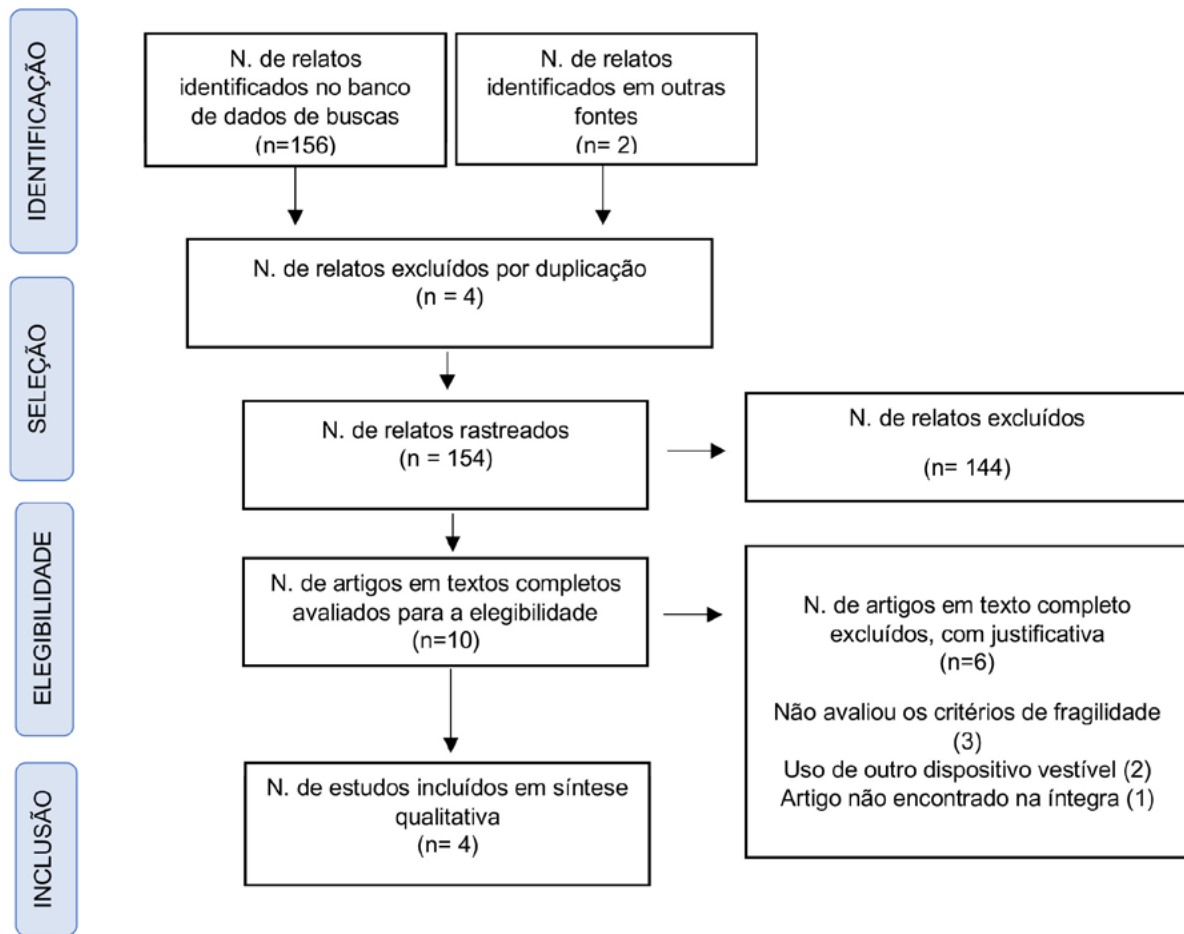 IDENTIFICAÇÃO
N. de relatos
identificados no banco
de dados de buscas
(n=156)
N. de relatos
identificados em outras
fontes
(n= 2)
N. de relatos excluídos por duplicação
(n = 4)
SELEÇÃO
N. de relatos rastreados
(n = 154)
N. de relatos excluídos
(n= 144)
ELEGIBILIDADE
N. de artigos em textos completos
avaliados para a elegibilidade
(n=10)
N. de artigos em texto completo
excluídos, com justificativa
(n=6)
Não avaliou os critérios de fragilidade
(3)
Uso de outro dispositivo vestível (2)
Artigo não encontrado na íntegra (1)
INCLUSÃO
N. de estudos incluídos em síntese
qualitativa
(n= 4)